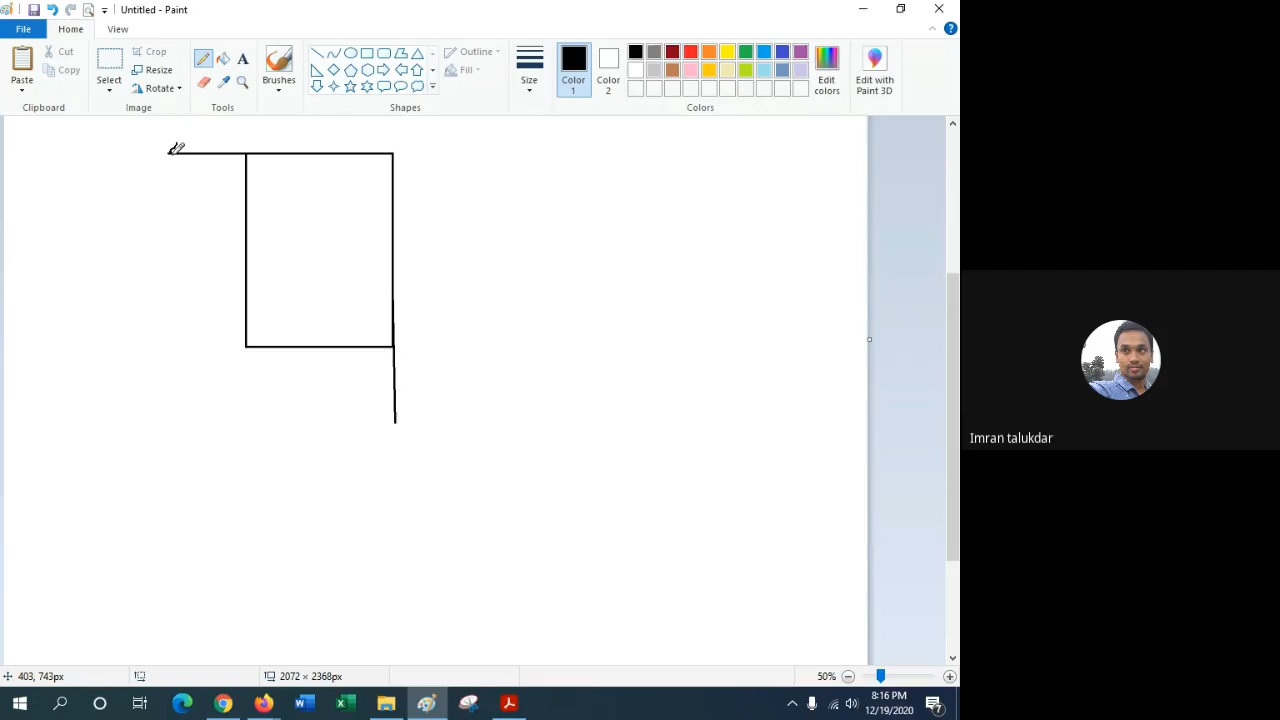 Untitled - Paint
File Home View
Paste
Cut
Copy
Clipboard
Select
Crop
Resize
Rotate
Image
Tools
Brushes
Shapes
Outline
Fill
Size
Color 1
Color 2
Colors
Edit colors
Edit with Paint 3D
Imran talukdar
403, 743px
2072 × 2368px
50%
8:16 PM
12/19/2020
7